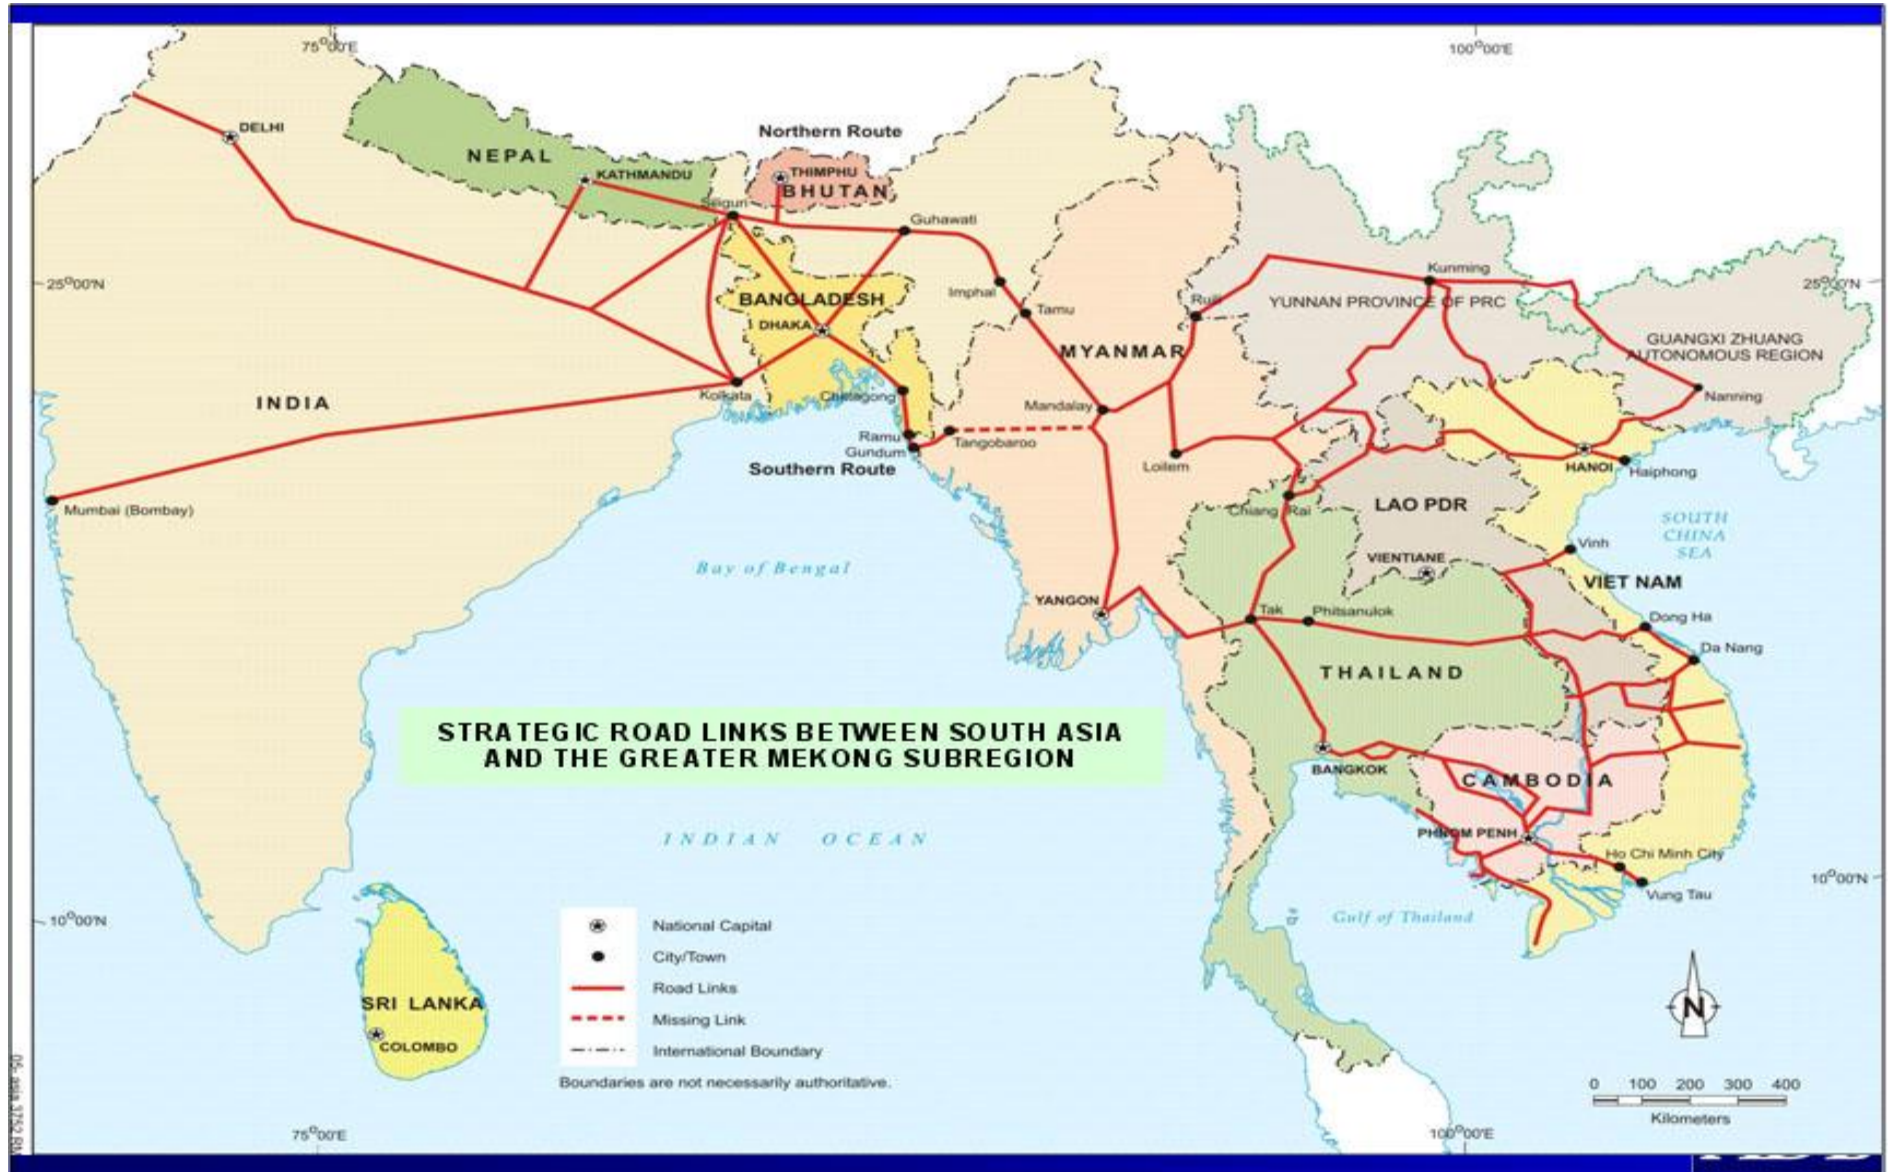 75°00'E
100°00'E
DELHI
Northern Route
NEPAL
KATHMANDU
THIMPHU
BHUTAN
Siliguri
Guhawati
25°00'N
Imphal
Tamu
BANGLADESH
DHAKA
MYANMAR
Ruili
Kunming
YUNNAN PROVINCE OF PRC
25°00'N
GUANGXI ZHUANG
AUTONOMOUS REGION
INDIA
Kolkata
Chittagong
Mandalay
Nanning
Ramu
Gundum
Tangobaroo
Southern Route
Loilem
HANOI
Haiphong
Mumbai (Bombay)
Chiang Rai
LAO PDR
SOUTH
CHINA
SEA
Vinh
Bay of Bengal
VIENTIANE
VIET NAM
YANGON
Tak
Phitsanulok
Dong Ha
Da Nang
THAILAND
STRATEGIC ROAD LINKS BETWEEN SOUTH ASIA
AND THE GREATER MEKONG SUBREGION
BANGKOK
CAMBODIA
INDIAN OCEAN
PHNOM PENH
Ho Chi Minh City
Vung Tau
10°00'N
10°00'N
Gulf of Thailand
SRI LANKA
COLOMBO
National Capital
City/Town
Road Links
Missing Link
International Boundary
Boundaries are not necessarily authoritative.
N
0 100 200 300 400
Kilometers
75°00'E
100°00'E